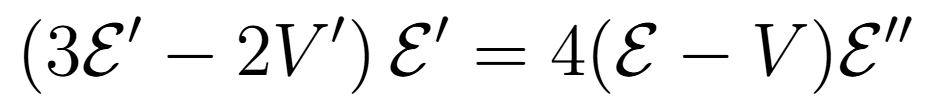 (3ℰ′ − 2V′) ℰ′ = 4(ℰ − V)ℰ″